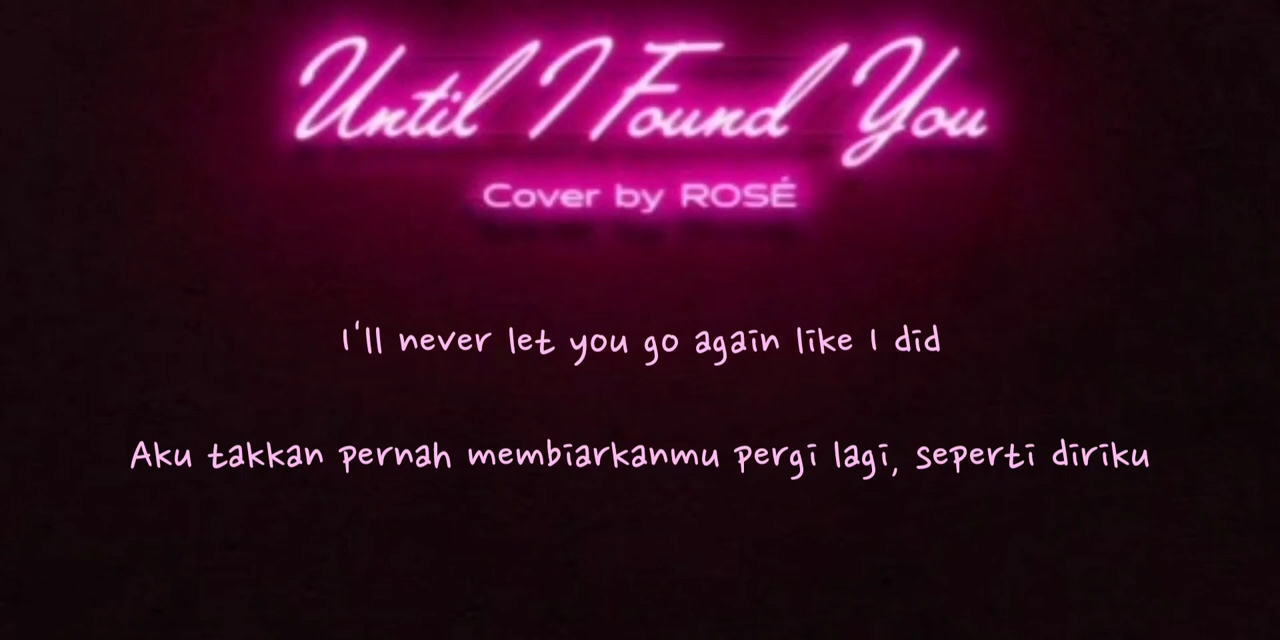 Until I Found You
Cover by ROSÉ
I'll never let you go again like I did
Aku takkan pernah membiarkanmu pergi lagi, seperti diriku